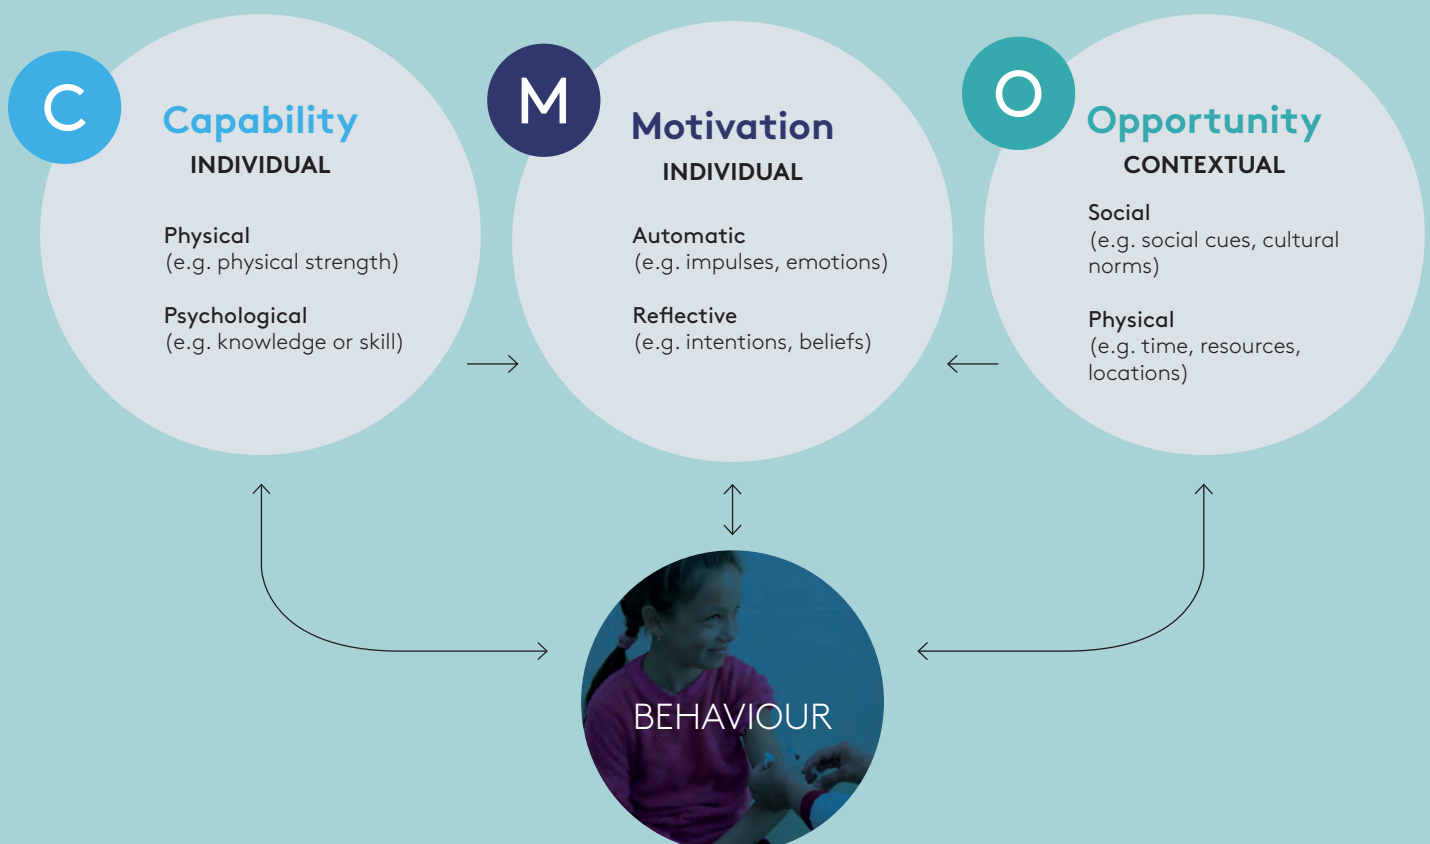 C
Capability
INDIVIDUAL
Physical
(e.g. physical strength)
Psychological
(e.g. knowledge or skill)
M
Motivation
INDIVIDUAL
Automatic
(e.g. impulses, emotions)
Reflective
(e.g. intentions, beliefs)
O
Opportunity
CONTEXTUAL
Social
(e.g. social cues, cultural
norms)
Physical
(e.g. time, resources,
locations)
BEHAVIOUR